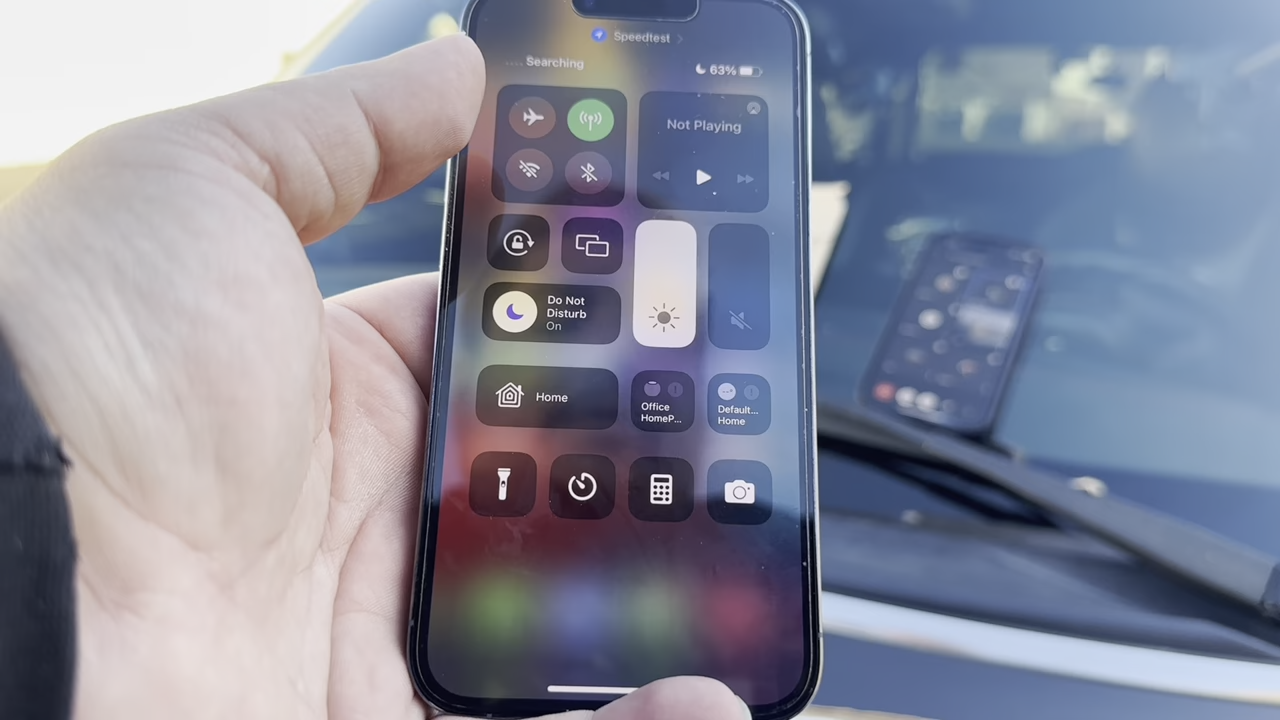 Speedtest
Searching
63%
Not Playing
Do Not
Disturb
On
Home
Office
HomeP...
Default...
Home